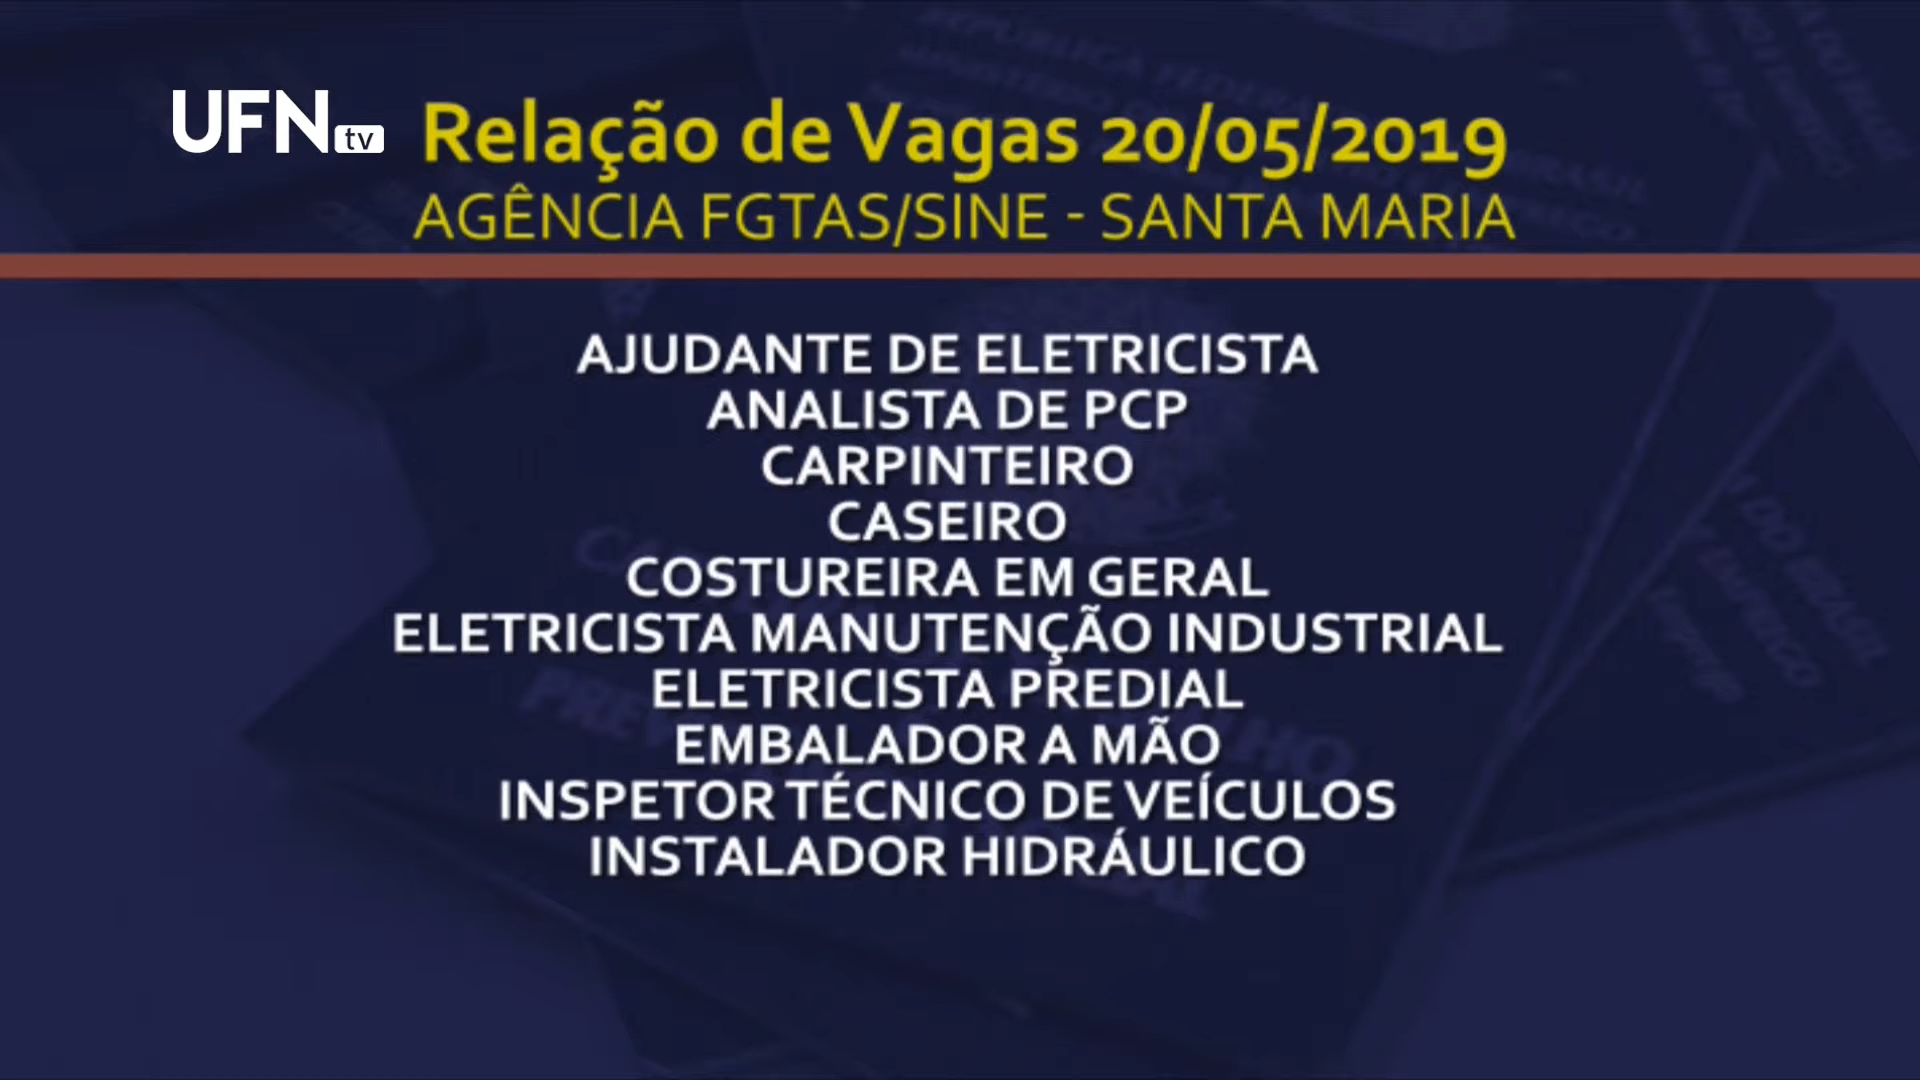 UFN tv
Relação de Vagas 20/05/2019
AGÊNCIA FGTAS/SINE - SANTA MARIA
AJUDANTE DE ELETRICISTA
ANALISTA DE PCP
CARPINTEIRO
CASEIRO
COSTUREIRA EM GERAL
ELETRICISTA MANUTENÇÃO INDUSTRIAL
ELETRICISTA PREDIAL
EMBALADOR A MÃO
INSPETOR TÉCNICO DE VEÍCULOS
INSTALADOR HIDRÁULICO